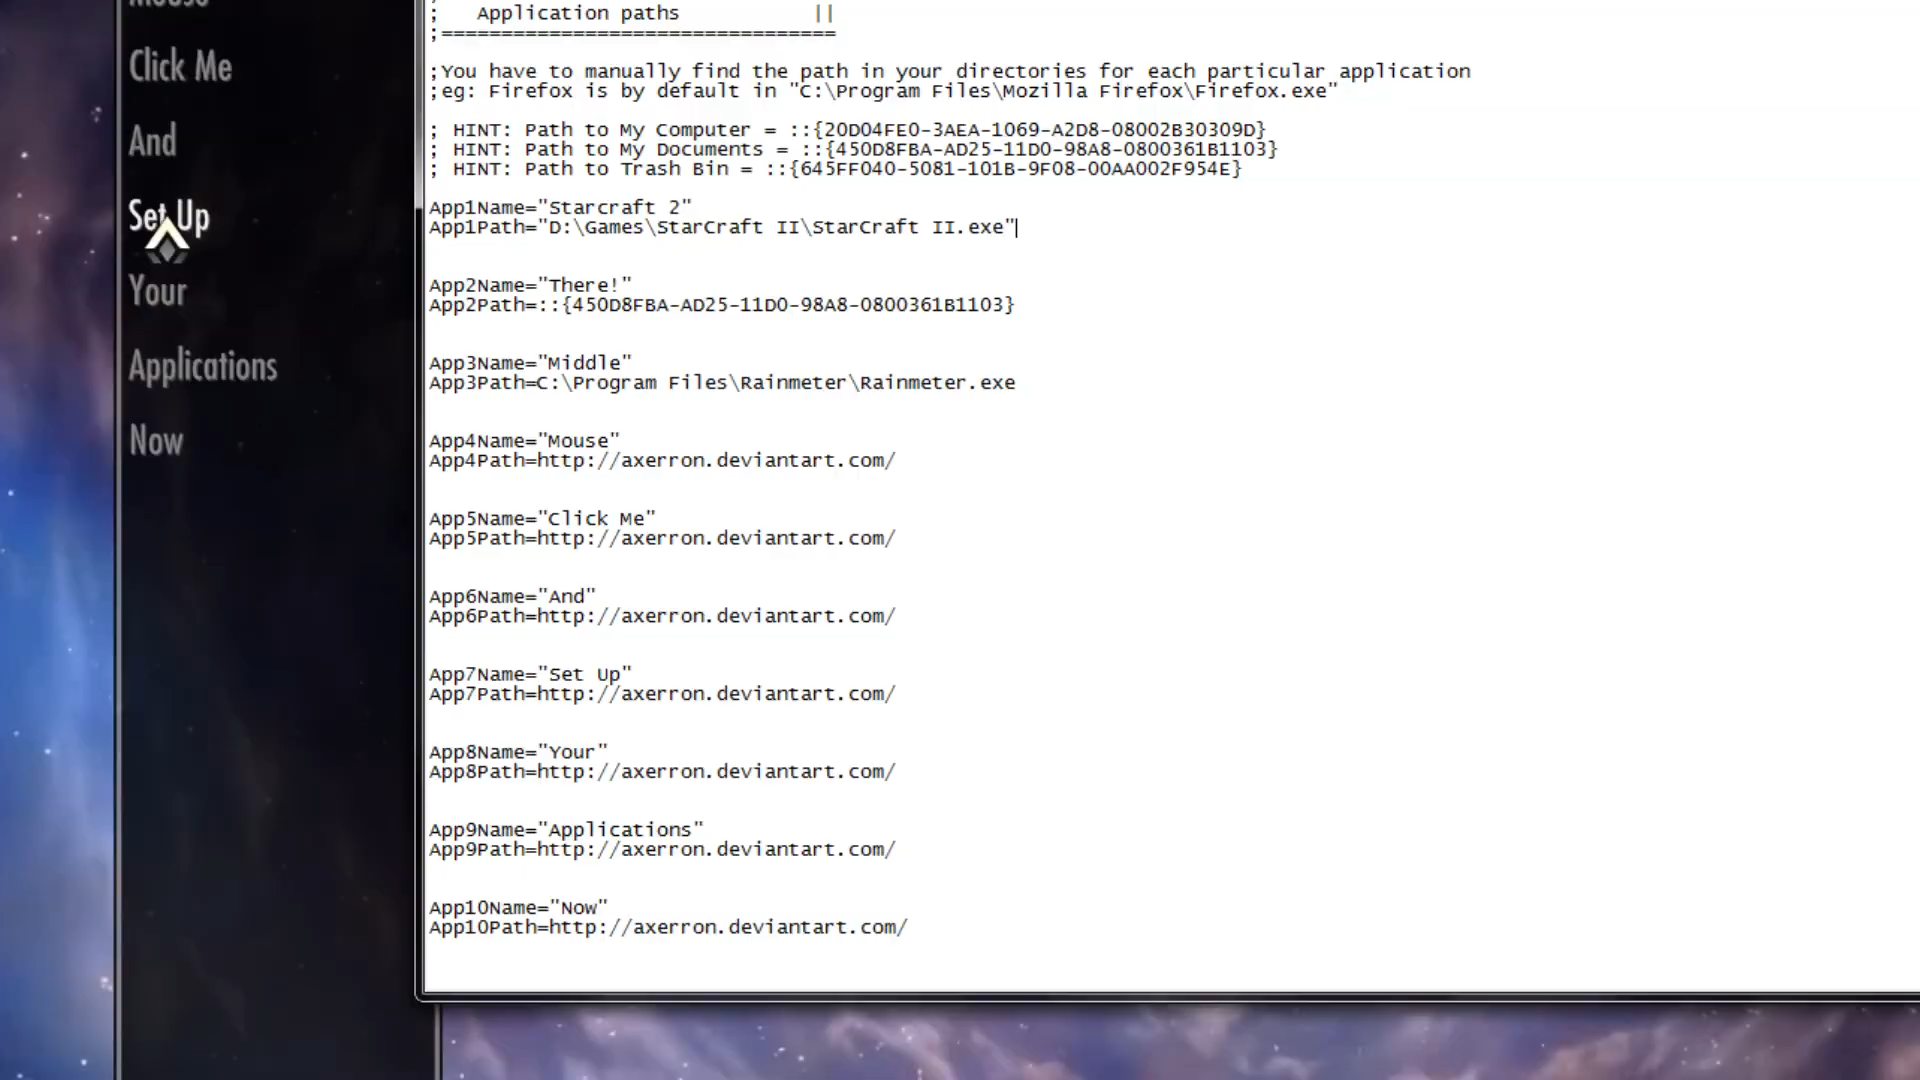 Mouse
Click Me
And
Set Up
Your
Applications
Now
;   Application paths           ||
;=================================
;You have to manually find the path in your directories for each particular application
;eg: Firefox is by default in "C:\Program Files\Mozilla Firefox\Firefox.exe"
; HINT: Path to My Computer = ::{20D04FE0-3AEA-1069-A2D8-08002B30309D}
; HINT: Path to My Documents = ::{450D8FBA-AD25-11D0-98A8-0800361B1103}
; HINT: Path to Trash Bin = ::{645FF040-5081-101B-9F08-00AA002F954E}
App1Name="Starcraft 2"
App1Path="D:\Games\StarCraft II\StarCraft II.exe"
App2Name="There!"
App2Path=::{450D8FBA-AD25-11D0-98A8-0800361B1103}
App3Name="Middle"
App3Path=C:\Program Files\Rainmeter\Rainmeter.exe
App4Name="Mouse"
App4Path=http://axerron.deviantart.com/
App5Name="Click Me"
App5Path=http://axerron.deviantart.com/
App6Name="And"
App6Path=http://axerron.deviantart.com/
App7Name="Set Up"
App7Path=http://axerron.deviantart.com/
App8Name="Your"
App8Path=http://axerron.deviantart.com/
App9Name="Applications"
App9Path=http://axerron.deviantart.com/
App10Name="Now"
App10Path=http://axerron.deviantart.com/